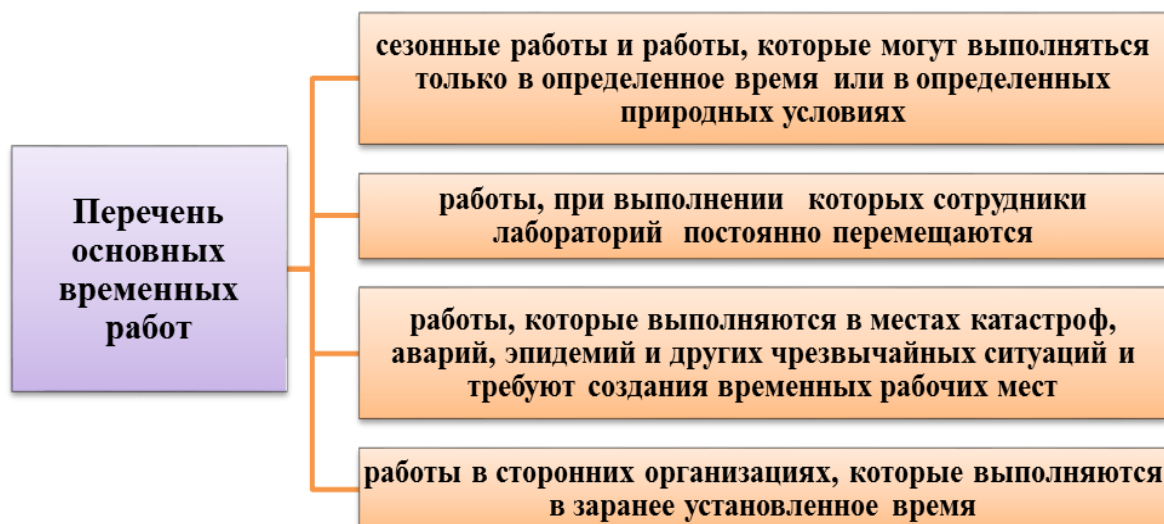 Перечень
основных
временных
работ
сезонные работы и работы, которые могут выполняться
только в определенное время или в определенных
природных условиях
работы, при выполнении которых сотрудники
лабораторий постоянно перемещаются
работы, которые выполняются в местах катастроф,
аварий, эпидемий и других чрезвычайных ситуаций и
требуют создания временных рабочих мест
работы в сторонних организациях, которые выполняются
в заранее установленное время